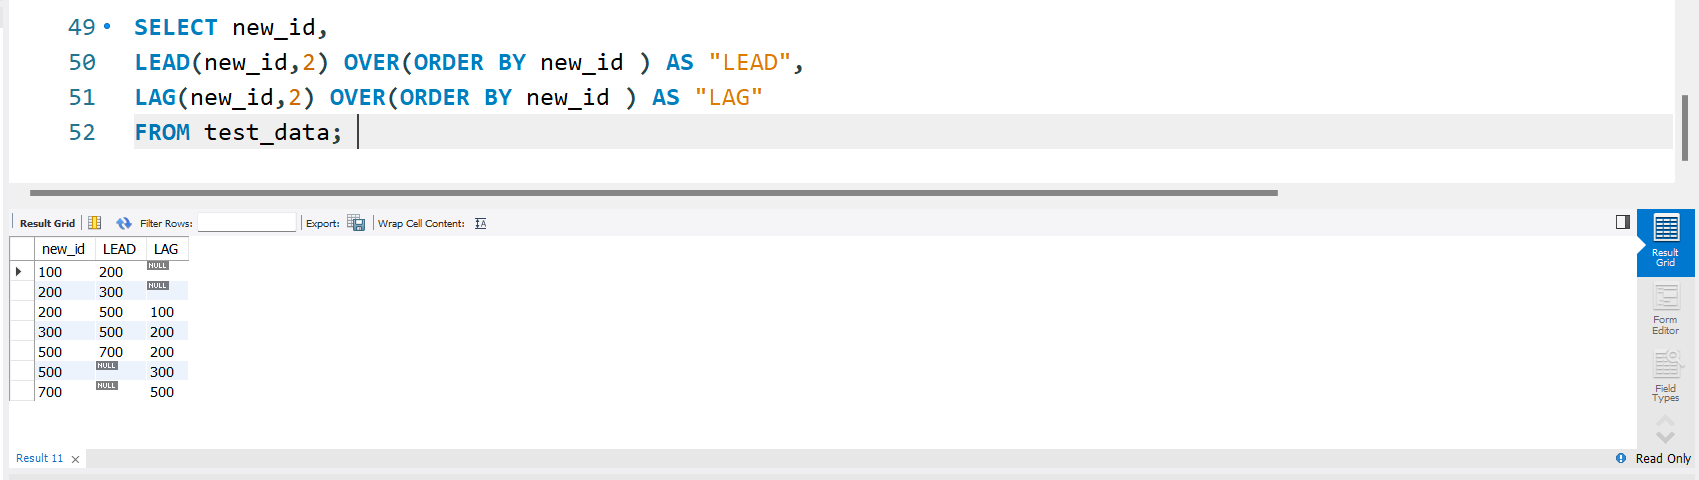 49 SELECT new_id,
50 LEAD(new_id,2) OVER(ORDER BY new_id ) AS "LEAD",
51 LAG(new_id,2) OVER(ORDER BY new_id ) AS "LAG"
52 FROM test_data;
Result Grid Filter Rows: Export: Wrap Cell Content: IA
new_id LEAD LAG
100 200 NULL
200 300 NULL
200 500 100
300 500 200
500 700 200
500 NULL 300
700 NULL 500
Result
Grid
Form
Editor
Field
Types
Result 11 x
Read Only